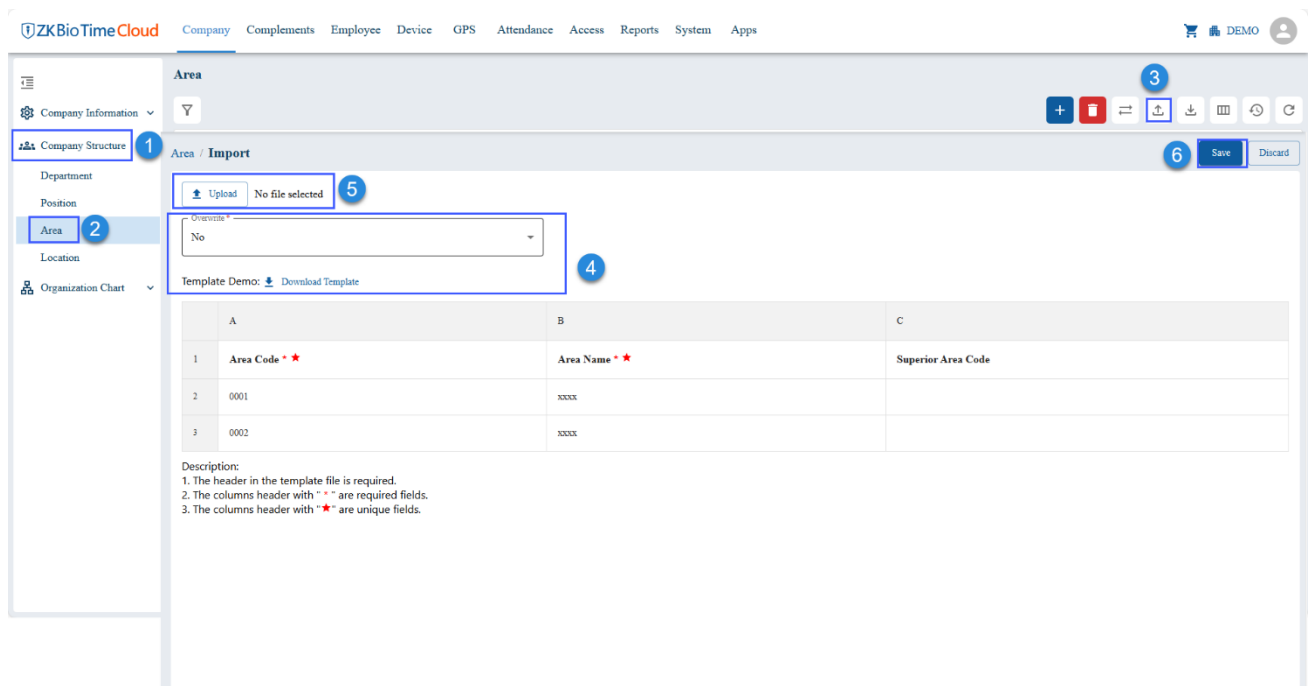 ZKBioTime Cloud Company Complements Employee Device GPS Attendance Access Reports System Apps DEMO
Area
3
Company Information
Company Structure 1
Area / Import
6 Save Discard
Department
Upload No file selected 5
Position
Overwrite *
Area 2
No
Location
4
Template Demo: Download Template
Organization Chart
A B C
1 Area Code * ★ Area Name * ★ Superior Area Code
2 0001 xxxx
3 0002 xxxx
Description:
1. The header in the template file is required.
2. The columns header with " * " are required fields.
3. The columns header with "★" are unique fields.